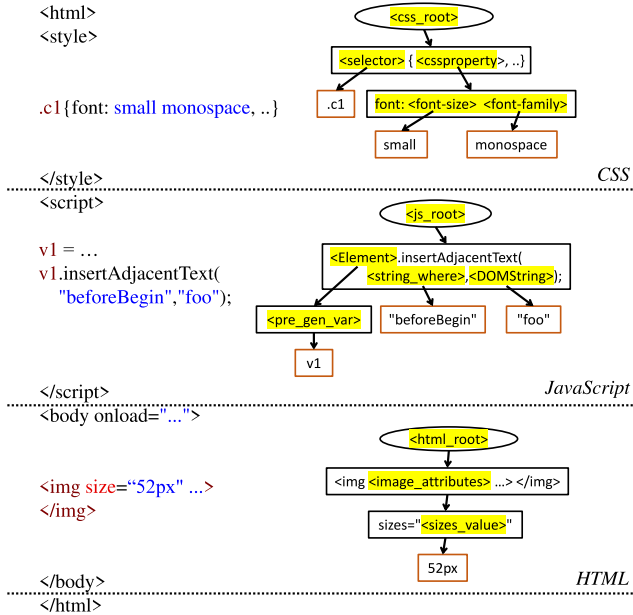 <html>
<style>
.c1{font: small monospace, ..}
</style>
<css_root>
<selector> { <cssproperty>, ..}
.c1
font: <font-size> <font-family>
small
monospace
CSS
<script>
v1 = …
v1.insertAdjacentText(
"beforeBegin","foo");
</script>
<js_root>
<Element>.insertAdjacentText(
<string_where>,<DOMString>);
<pre_gen_var>
"beforeBegin"
"foo"
v1
JavaScript
<body onload="...">
<img size=“52px" ...>
</img>
</body>
<html_root>
<img <image_attributes> ...> </img>
sizes="<sizes_value>"
52px
HTML
</html>